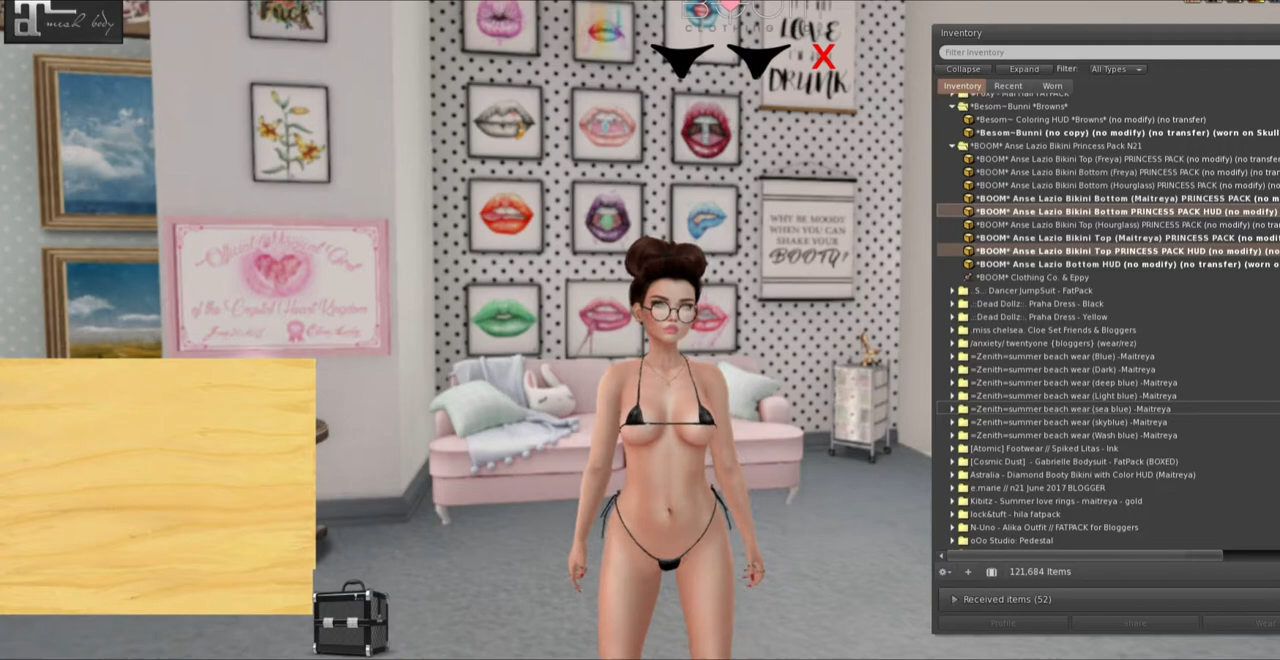 mesh body
Fuck
CLOTHING
LOVE
DRUNK
WHY BE MOODY
WHEN YOU CAN
SHAKE YOUR
BOOTY!
Official Magical Girl
of the
Inventory
Filter Inventory
Collapse Expand Filter: All Types
Inventory Recent Worn
*Besom~Bunni *Browns*
*Besom~ Coloring HUD *Browns* (no modify) (no transfer)
*Besom~Bunni (no copy) (no modify) (no transfer) (worn on Skul
*BOOM* Anse Lazio Bikini Princess Pack N21
*BOOM* Anse Lazio Bikini Top (Freya) PRINCESS PACK (no modify) (no transfe
*BOOM* Anse Lazio Bikini Bottom (Freya) PRINCESS PACK (no modify) (no tran
*BOOM* Anse Lazio Bikini Bottom (Hourglass) PRINCESS PACK (no modify) (no
*BOOM* Anse Lazio Bikini Bottom (Maitreya) PRINCESS PACK (no m
*BOOM* Anse Lazio Bikini Bottom PRINCESS PACK HUD (no modify)
*BOOM* Anse Lazio Bikini Top (Hourglass) PRINCESS PACK (no modify) (no tra
*BOOM* Anse Lazio Bikini Top (Maitreya) PRINCESS PACK (no modi
*BOOM* Anse Lazio Bikini Top PRINCESS PACK HUD (no modify) (no
*BOOM* Anse Lazio Bottom HUD (no modify) (no transfer) (worn o
*BOOM* Clothing Co. & Eppy
.S... Dancer JumpSuit - FatPack
.:Dead Dollz:. Praha Dress - Black
.:Dead Dollz:. Praha Dress - Yellow
.miss chelsea. Cloe Set Friends & Bloggers
/anxiety/ twentyone {bloggers} (wear/rez)
=Zenith=summer beach wear (Blue) -Maitreya
=Zenith=summer beach wear (Dark) -Maitreya
=Zenith=summer beach wear (deep blue) -Maitreya
=Zenith=summer beach wear (Light blue) -Maitreya
=Zenith=summer beach wear (sea blue) -Maitreya
=Zenith=summer beach wear (skyblue) -Maitreya
=Zenith=summer beach wear (Wash blue) -Maitreya
[Atomic] Footwear // Spiked Litas - Ink
[Cosmic Dust] - Gabrielle Bodysuit - FatPack (BOXED)
Astralia - Diamond Booty Bikini with Color HUD (Maitreya)
e.marie // n21 June 2017 BLOGGER
Kibitz - Summer love rings - maitreya - gold
lock&tuft - hila fatpack
N-Uno - Alika Outfit // FATPACK for Bloggers
oOo Studio: Pedestal
121,684 Items
Received items (52)
Profile Share Wear